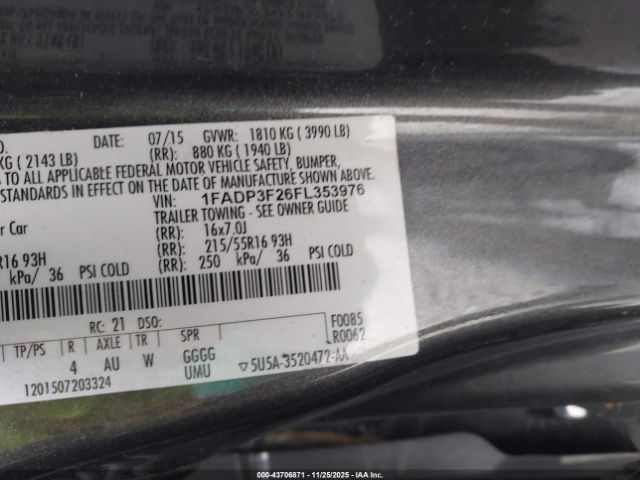 O. DATE: 07/15 GVWR: 1810 KG ( 3990 LB)
KG ( 2143 LB) (RR): 880 KG ( 1940 LB)
S TO ALL APPLICABLE FEDERAL MOTOR VEHICLE SAFETY, BUMPER,
STANDARDS IN EFFECT ON THE DATE OF MANUFACTURE SHOWN ABOVE.
VIN: 1FADP3F26FL353976
TRAILER TOWING - SEE OWNER GUIDE
r Car (RR): 16x7.0J
R16 93H (RR): 215/55R16 93H
kPa/ 36 PSI COLD (RR): 250 kPa/ 36 PSI COLD
RC: 21 DSO: F0085
R0062
TP/PS R AXLE TR SPR
4 AU W GGGG
UMU
5U5A-3520472-AA
1201507203324
000-43706871 - 11/25/2025 - IAAI.COM